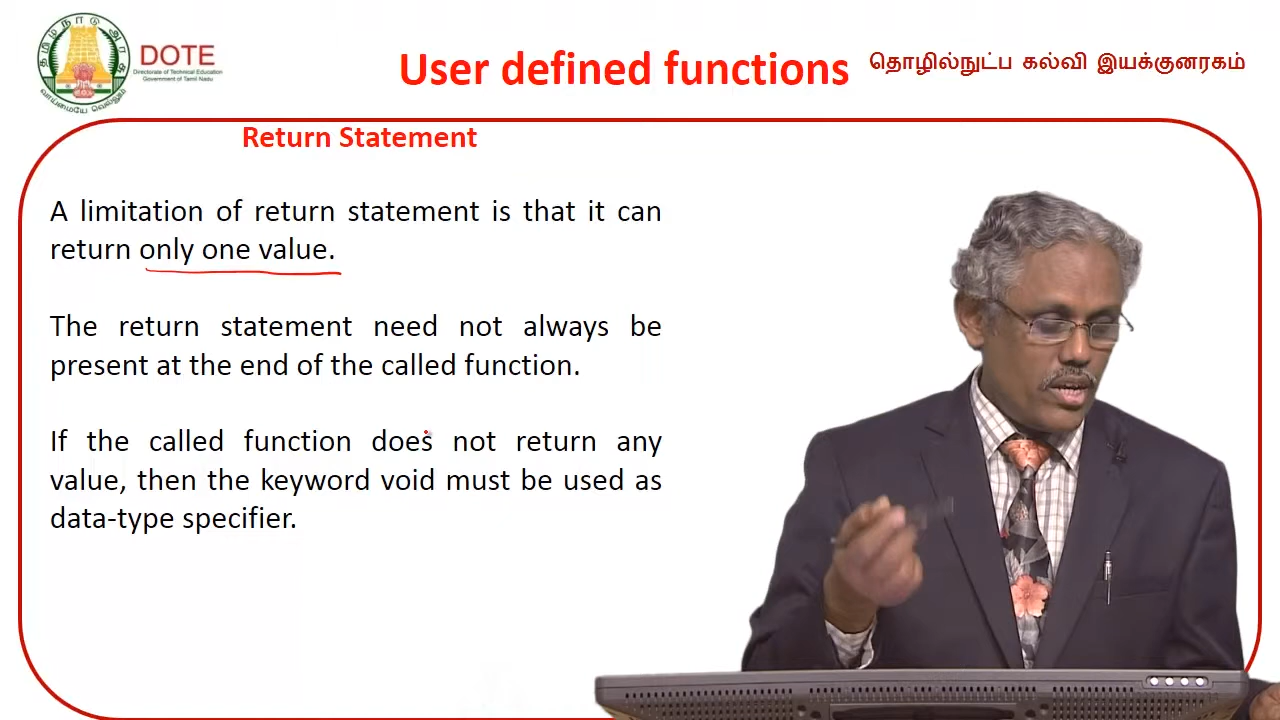 தமிழ்நாடு அரசு
வாய்மையே வெல்லும்
DOTE
Directorate of Technical Education
Government of Tamil Nadu
User defined functions
தொழில்நுட்ப கல்வி இயக்குனரகம்
Return Statement
A limitation of return statement is that it can
return only one value.
The return statement need not always be
present at the end of the called function.
If the called function does not return any
value, then the keyword void must be used as
data-type specifier.